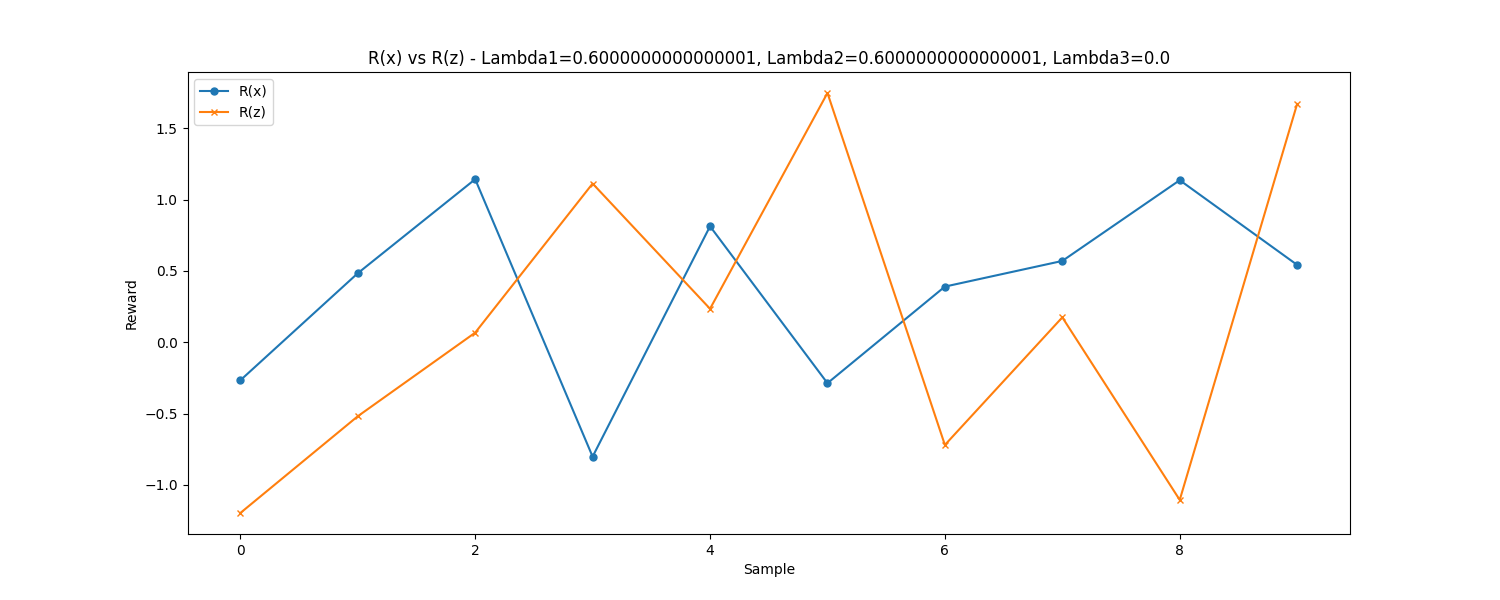 R(x) vs R(z) - Lambda1=0.6000000000000001, Lambda2=0.6000000000000001, Lambda3=0.0
R(x)
R(z)
1.5
1.0
0.5
0.0
−0.5
−1.0
Reward
0 2 4 6 8
Sample